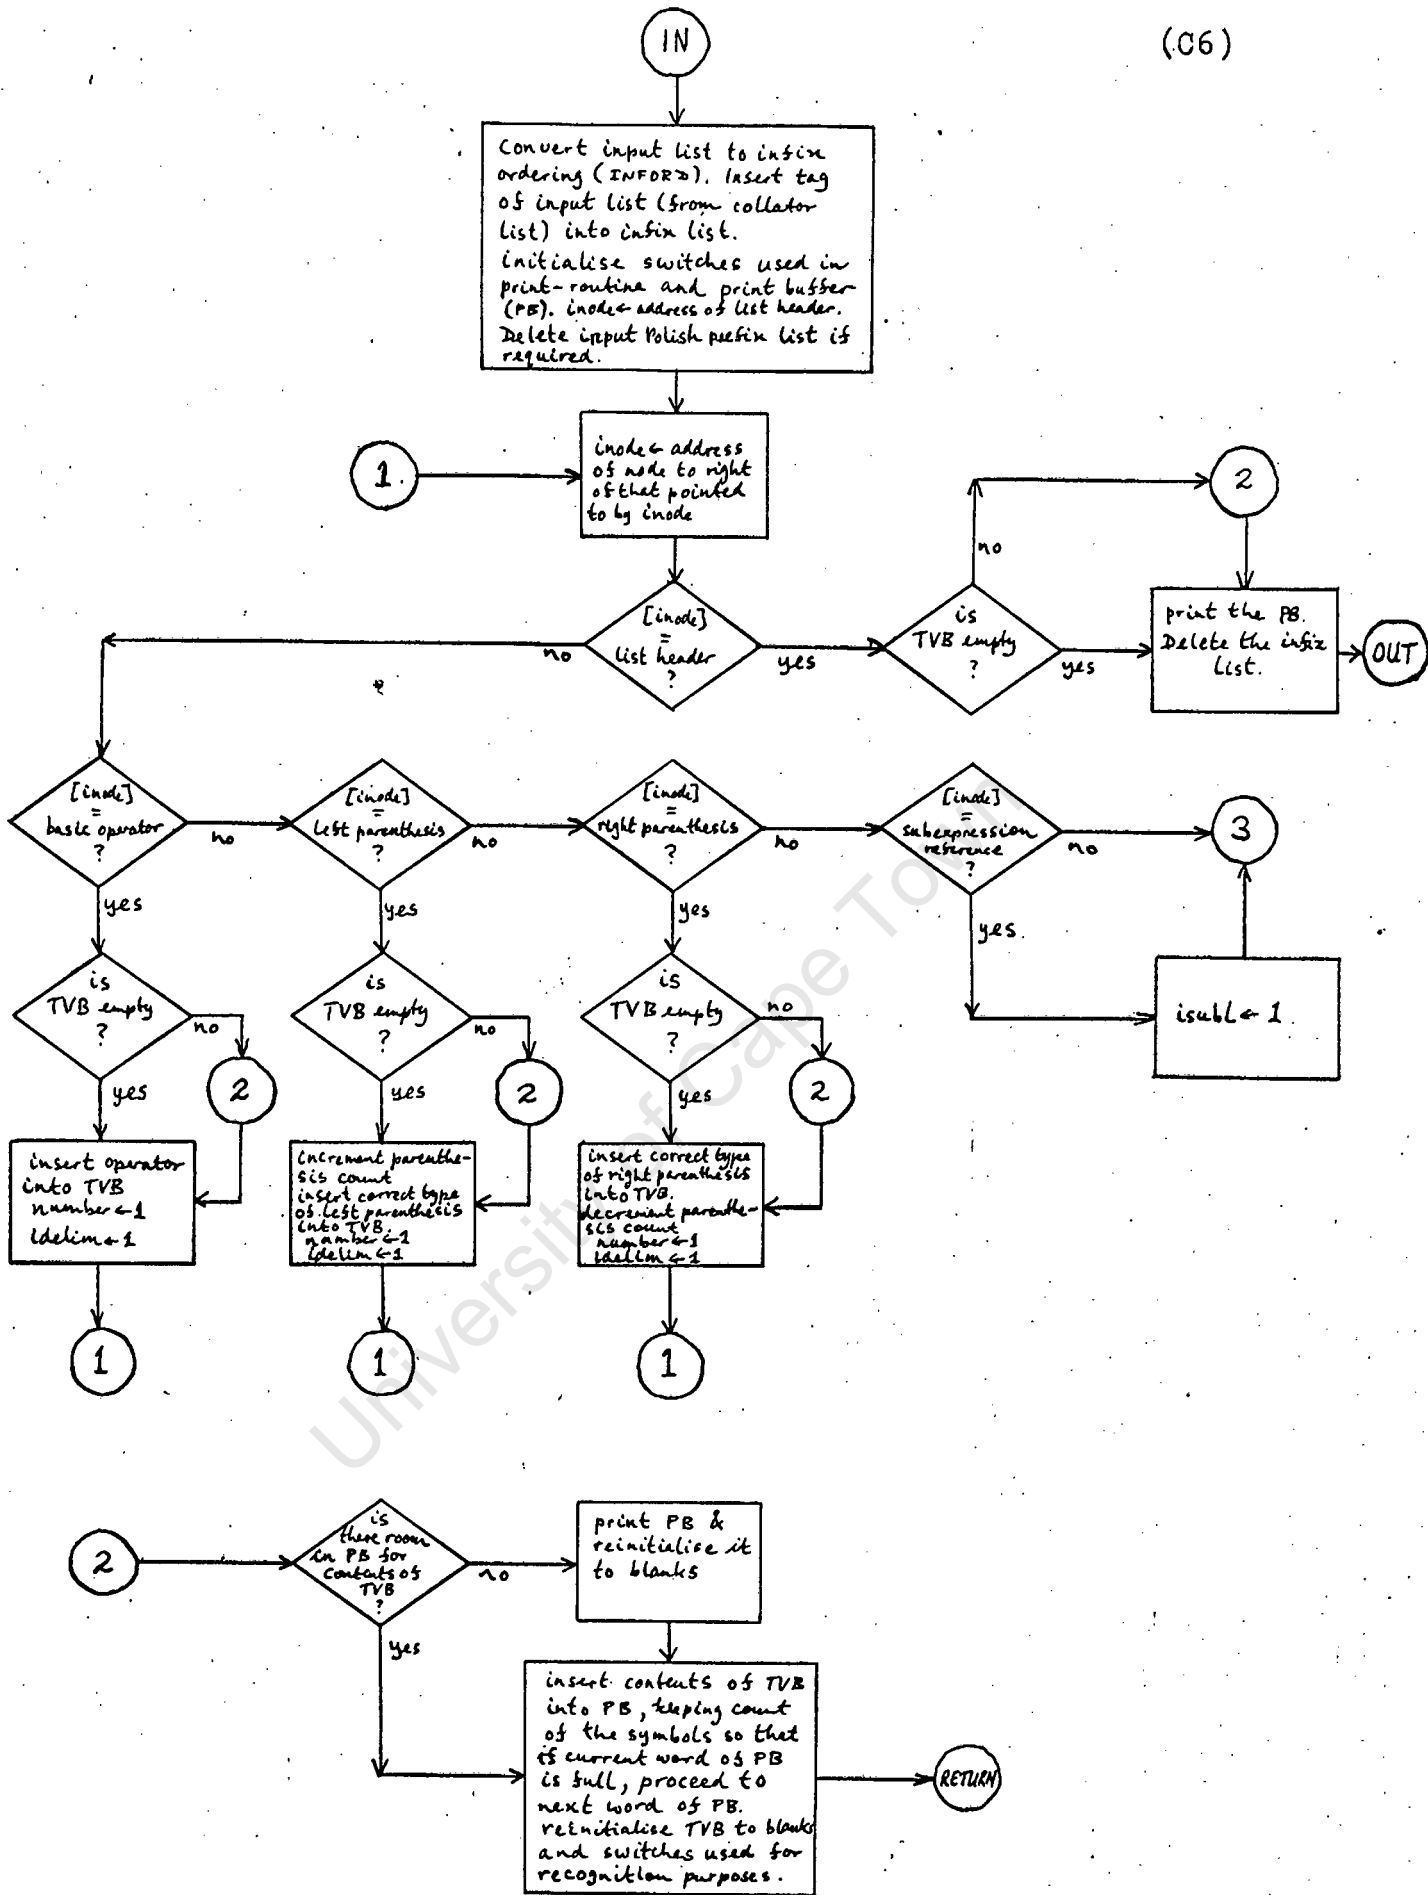 (C6)
IN
Convert input list to infix
ordering (INFORD). Insert tag
of input list (from collator
list) into infix list.
initialise switches used in
print-routine and print buffer
(PB). inode← address of list header.
Delete input Polish prefix list if
required.
1
inode← address
of node to right
of that pointed
to by inode
2
no
[inode]
=
list header
?
no
yes
is
TVB empty
?
yes
print the PB.
Delete the infix
list.
OUT
[inode]
=
basic operator
?
no
[inode]
=
left parenthesis
?
no
[inode]
=
right parenthesis
?
no
[inode]
=
subexpression
reference
?
no
3
yes
yes
yes
yes
is
TVB empty
?
no
is
TVB empty
?
no
is
TVB empty
?
no
isubl← 1
yes
2
yes
2
yes
2
insert operator
into TVB
number←1
idelim←1
increment parenthe-
sis count
insert correct type
of left parenthesis
into TVB.
number←1
idelim←1
insert correct type
of right parenthesis
into TVB.
decrement parenthe-
sis count
number←1
idelim←1
1
1
1
2
is
there room
in PB for
contents of
TVB
?
no
print PB &
reinitialise it
to blanks
yes
insert contents of TVB
into PB, keeping count
of the symbols so that
if current word of PB
is full, proceed to
next word of PB.
reinitialise TVB to blanks
and switches used for
recognition purposes.
RETURN
University of Cape Town